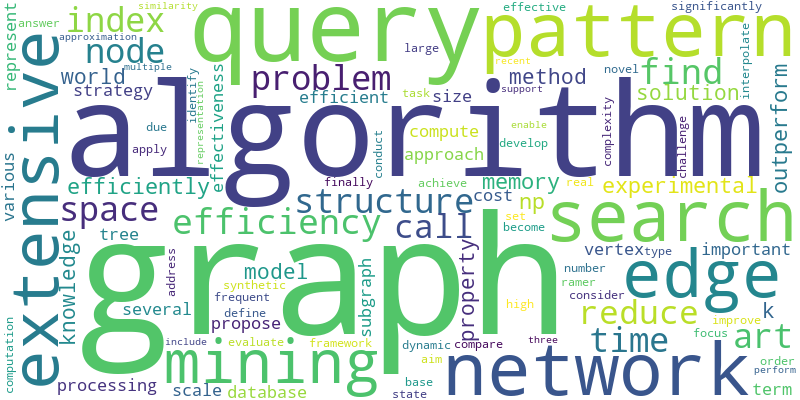 similarity
effective
significantly
answer
index
query
pattern
represent
approximation
multiple
node
large
recent
interpolate
extensive
world
problem
method
novel
find
strategy
identify
representation
effectiveness
efficient
task
size
support
solution
outperform
algorithm
due
apply
compute
enable
develop
complexity
challenge
conduct
approach
various
efficiently
finally
achieve
memory
real
experimental
space
structure
cost
np
search
efficiency
call
set
become
tree
knowledge
graph
address
model
subgraph
property
vertex
type
important
edge
synthetic
number
ramer
several
frequent
define
propose
high
consider
reduce
k
computation
include
evaluate
framework
dynamic
compare
three
time
focus
improve
art
mining
aim
network
order
perform
processing
scale
database
base
state
term